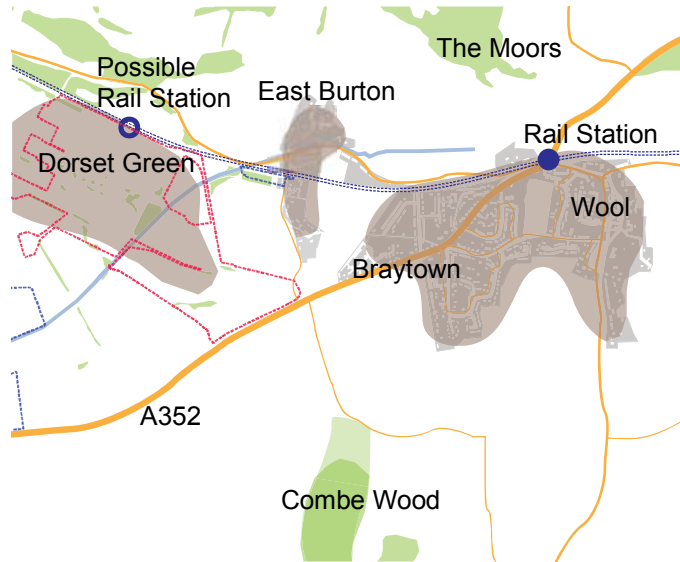 The Moors
Possible
Rail Station
East Burton
Rail Station
Dorset Green
Wool
Braytown
A352
Combe Wood